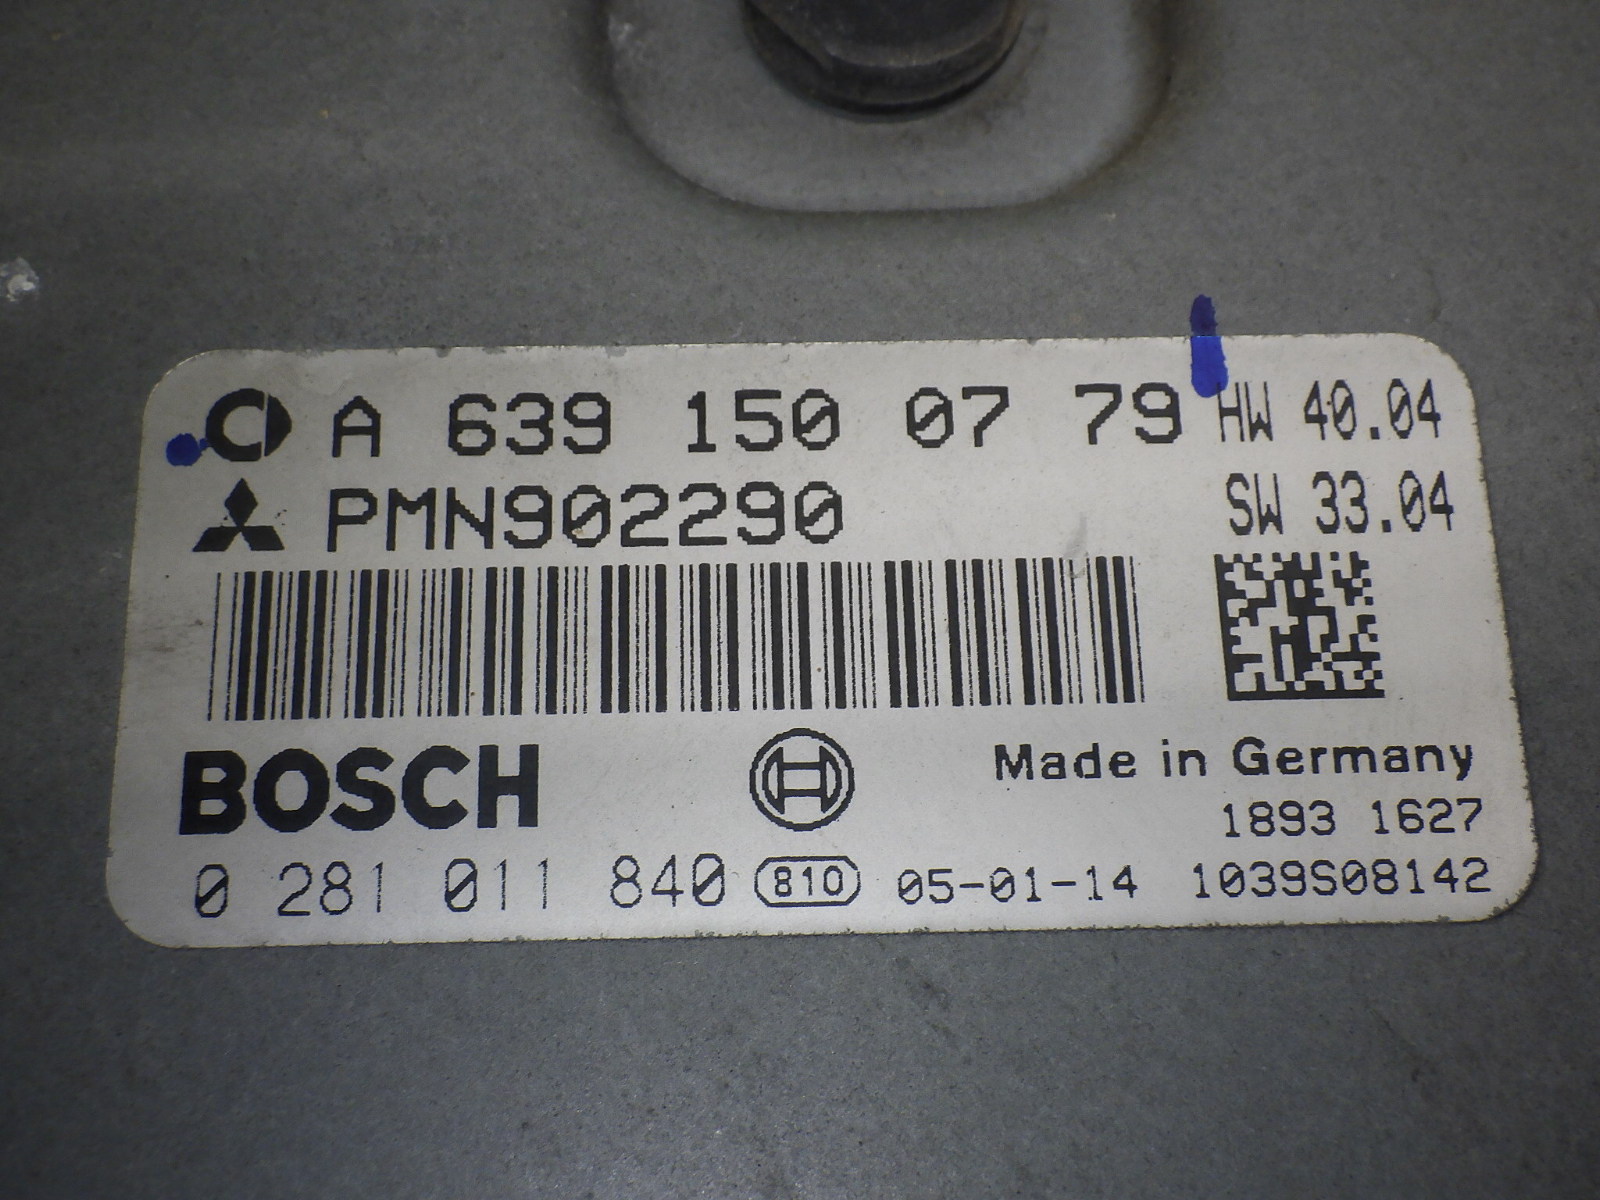 A 639 150 07 79 HW 40.04
PMN902290 SW 33.04
BOSCH Made in Germany
1893 1627
0 281 011 840 810 05-01-14 1039S08142